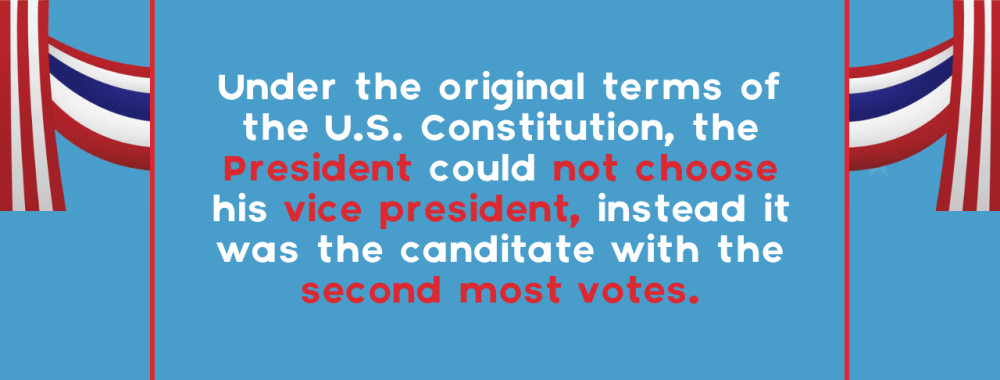 Under the original terms of
the U.S. Constitution, the
President could not choose
his vice president, instead it
was the canditate with the
second most votes.